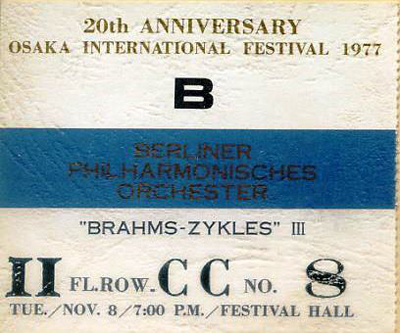 20th ANNIVERSARY
OSAKA INTERNATIONAL FESTIVAL 1977
B
BERLINER
PHILHARMONISCHES
ORCHESTER
"BRAHMS-ZYKLES" III
II FL.ROW. CC NO. 8
TUE./NOV. 8/7:00 P.M./FESTIVAL HALL